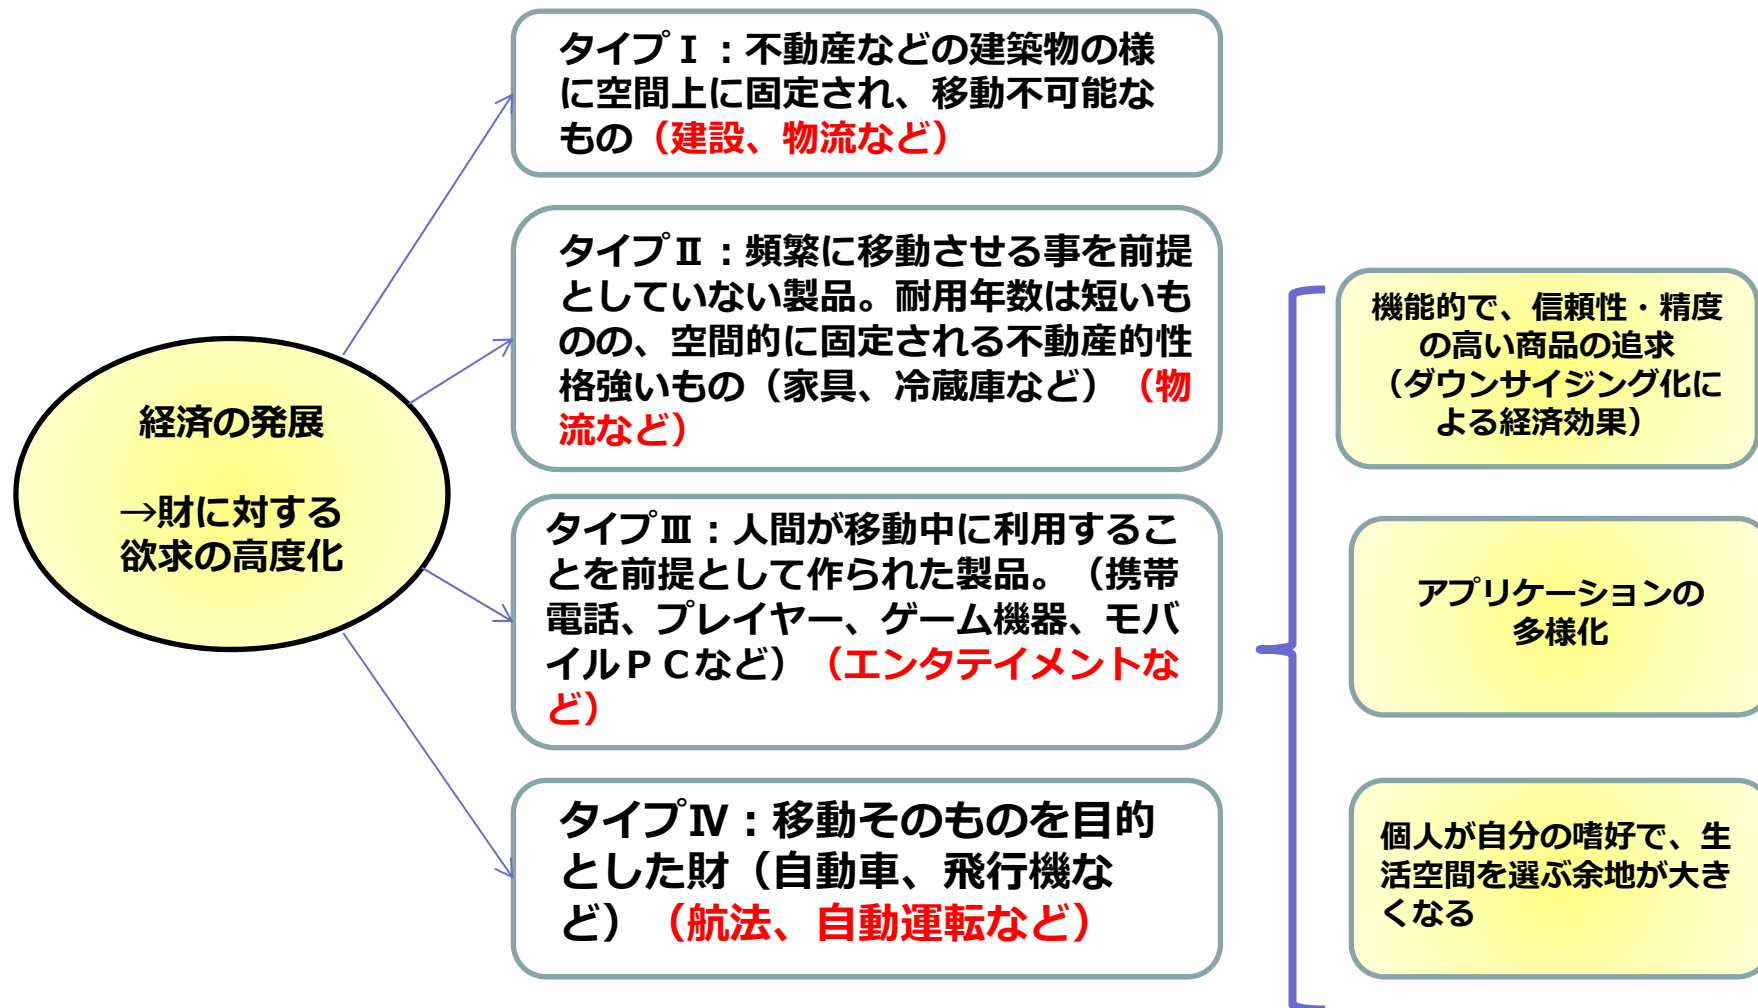 経済の発展
→財に対する
欲求の高度化
タイプⅠ：不動産などの建築物の様
に空間上に固定され、移動不可能な
もの（建設、物流など）
タイプⅡ：頻繁に移動させる事を前提
としていない製品。耐用年数は短いも
のの、空間的に固定される不動産的性
格強いもの（家具、冷蔵庫など）（物
流など）
タイプⅢ：人間が移動中に利用するこ
とを前提として作られた製品。（携帯
電話、プレイヤー、ゲーム機器、モバ
イルＰＣなど）（エンタテイメントな
ど）
タイプⅣ：移動そのものを目的
とした財（自動車、飛行機な
ど）（航法、自動運転など）
機能的で、信頼性・精度
の高い商品の追求
（ダウンサイジング化に
よる経済効果）
アプリケーションの
多様化
個人が自分の嗜好で、生
活空間を選ぶ余地が大き
くなる